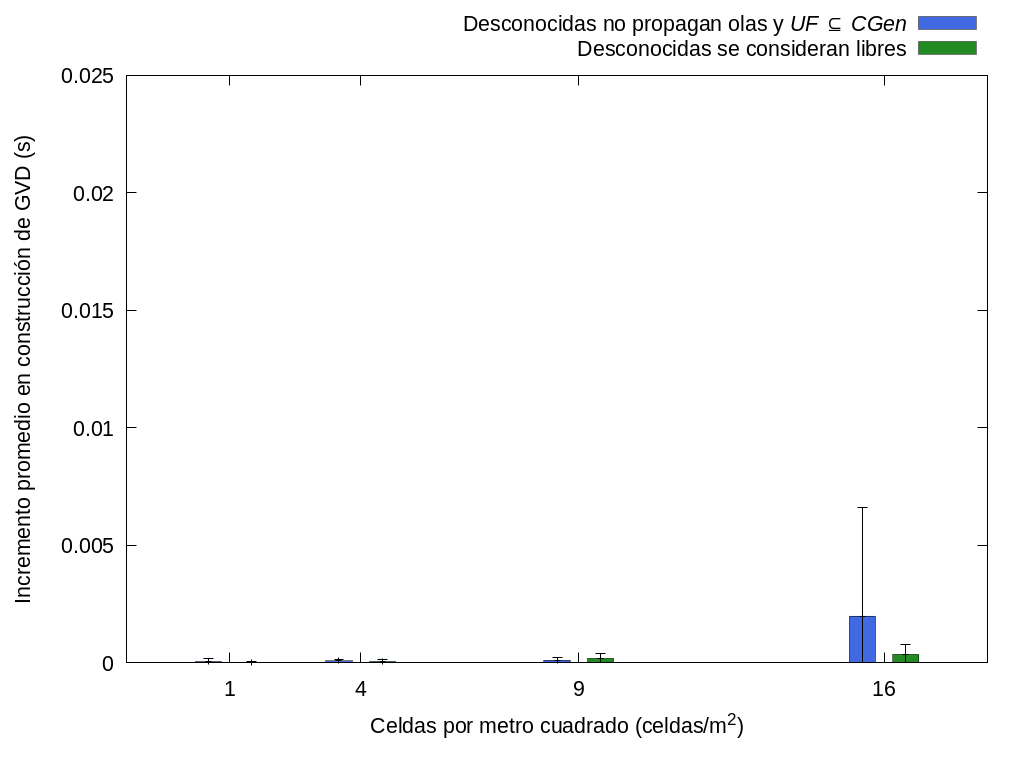 Desconocidas no propagan olas y UF ⊆ CGen
Desconocidas se consideran libres
Incremento promedio en construcción de GVD (s)
0.025
0.02
0.015
0.01
0.005
0
1 4 9 16
Celdas por metro cuadrado (celdas/m²)